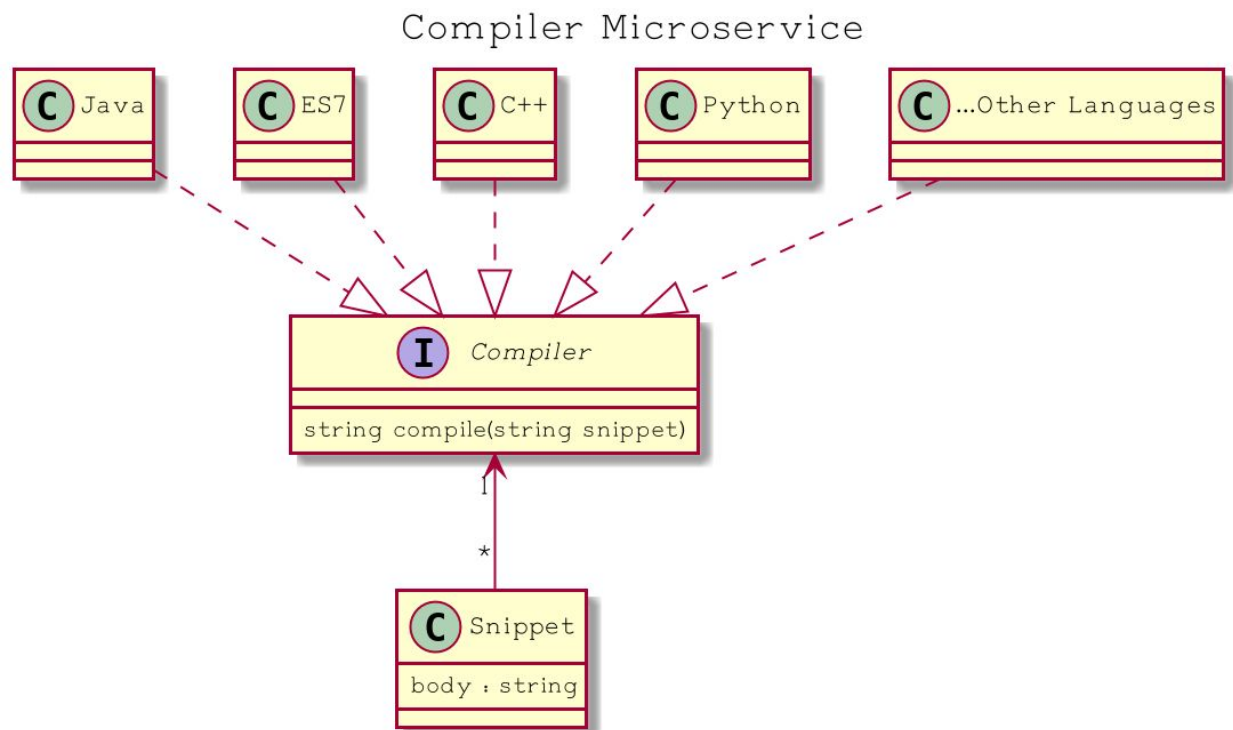 Compiler Microservice
C Java
C ES7
C C++
C Python
C ...Other Languages
I Compiler
string compile(string snippet)
1
*
C Snippet
body : string